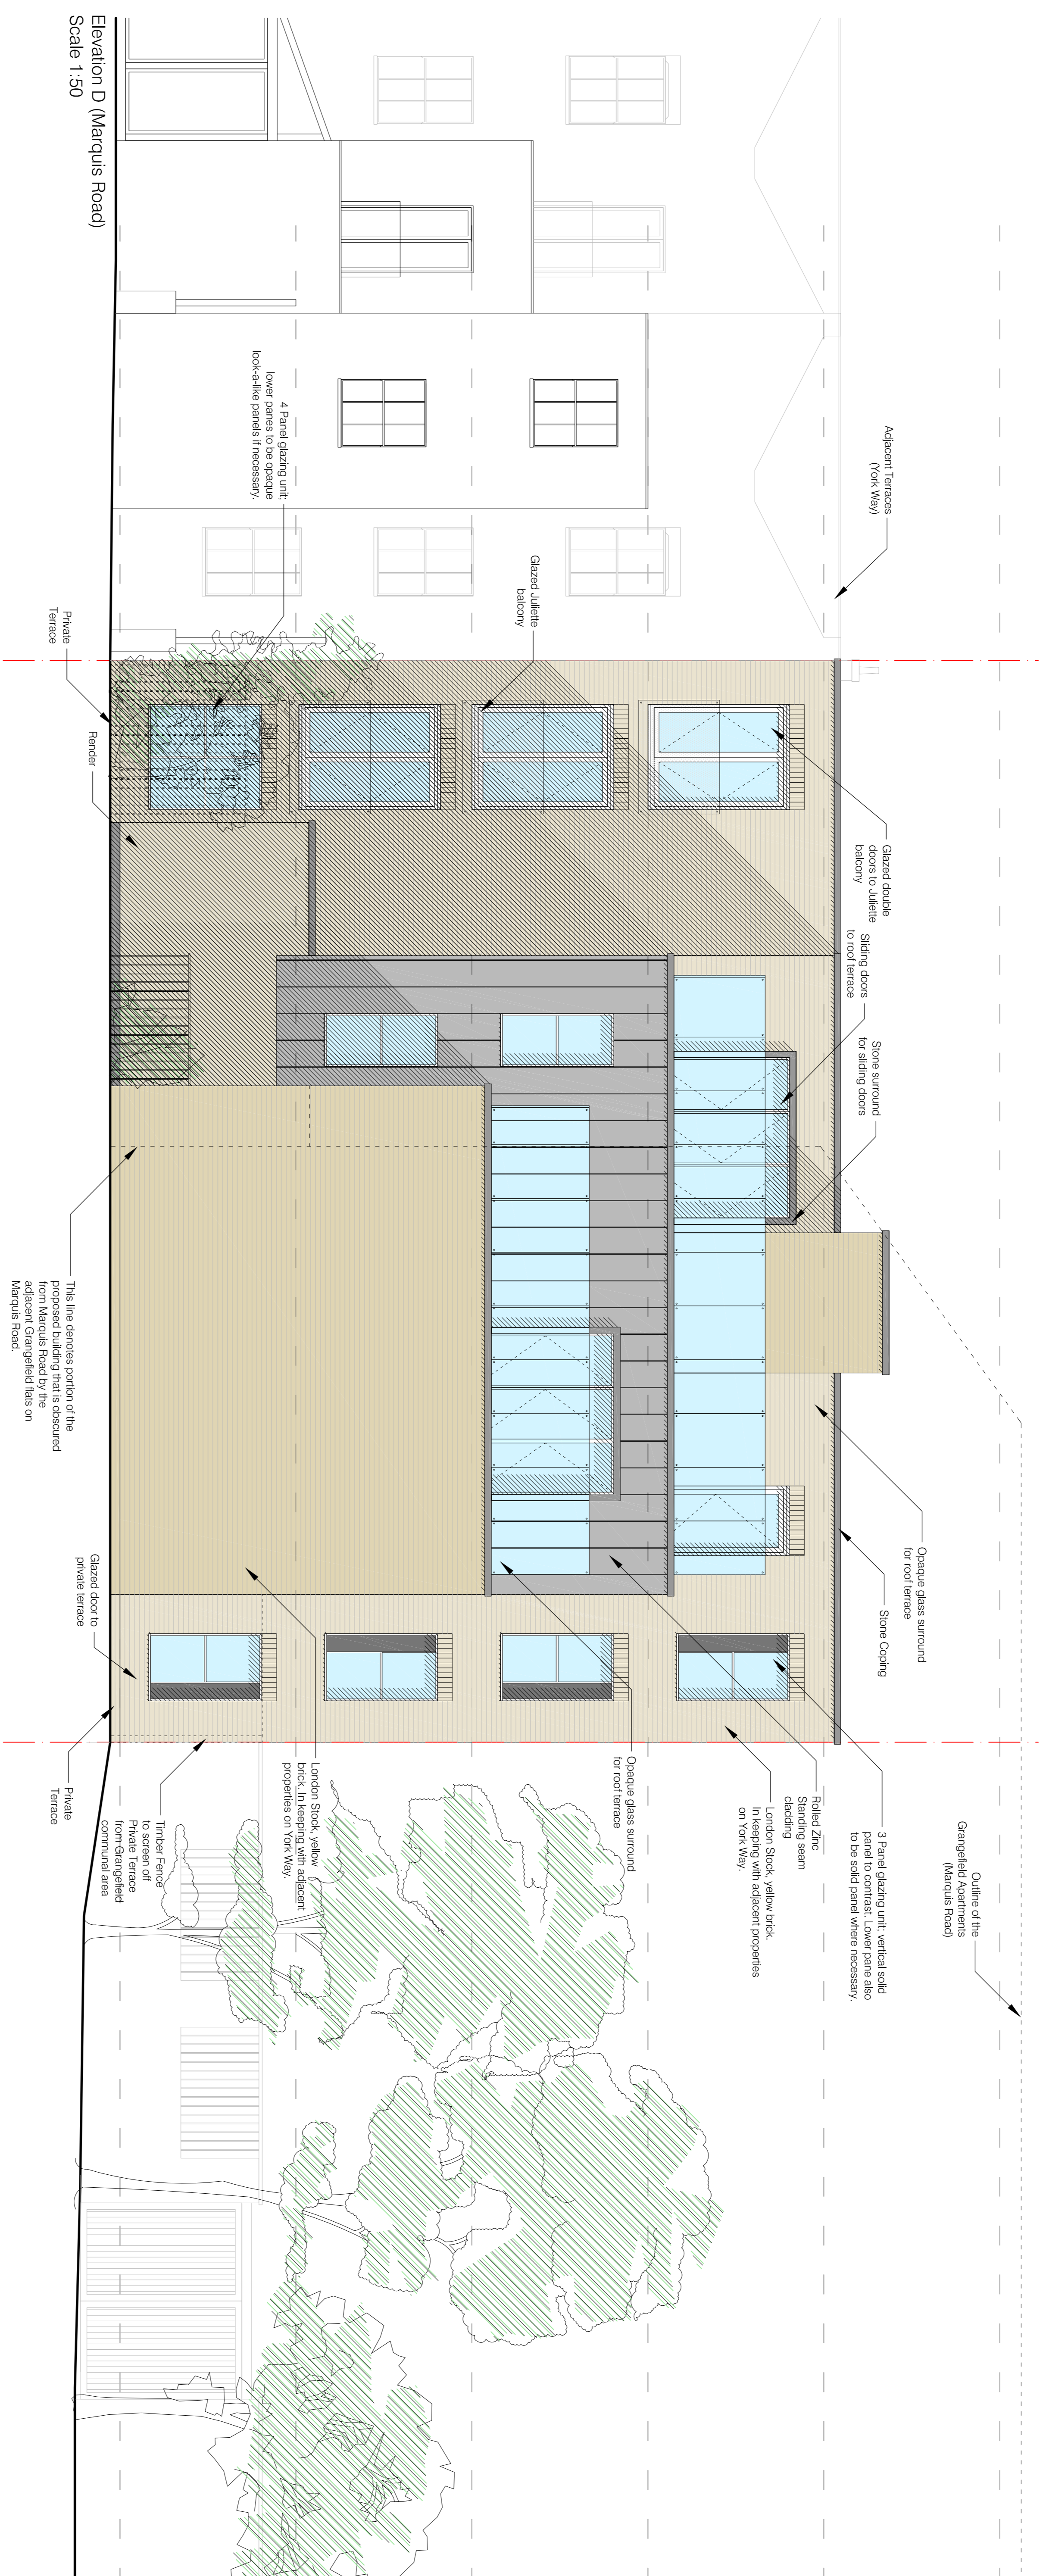 Adjacent Terraces
(York Way)
Glazed double
doors to Juliette
balcony
Sliding doors
to roof terrace
Stone surround
for sliding doors
Opaque glass surround
for roof terrace
Stone Coping
3 Panel glazing unit; vertical solid
panel to contrast. Lower pane also
to be solid panel where necessary.
Rolled Zinc
Standing seam
cladding
London Stock, yellow brick.
In keeping with adjacent properties
on York Way.
Outline of the
Grangefield Apartments
(Marquis Road)
Glazed Juliette
balcony
4 Panel glazing unit;
lower panes to be opaque
look-a-like panels if necessary.
Opaque glass surround
for roof terrace
London Stock, yellow
brick. In keeping with adjacent
properties on York Way.
Timber Fence
to screen off
Private Terrace
from Grangefield
communal area
Private
Terrace
Render
This line denotes portion of the
proposed building that is obscured
from Marquis Road by the
adjacent Grangefield flats on
Marquis Road.
Glazed door to
private terrace
Private
Terrace
Elevation D (Marquis Road)
Scale 1:50